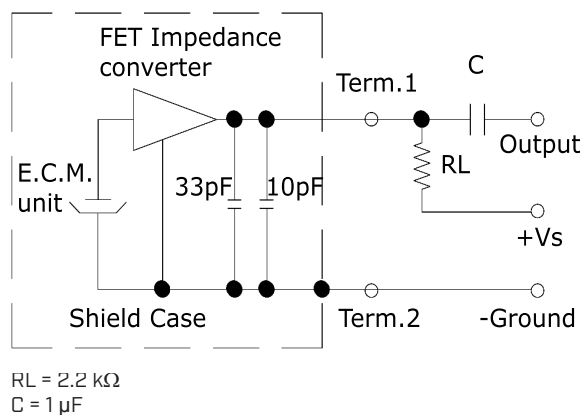 FET Impedance
converter
Term.1
C
Output
RL
E.C.M.
unit
33pF
10pF
+Vs
Shield Case
Term.2
-Ground
RL = 2.2 kΩ
C = 1 µF